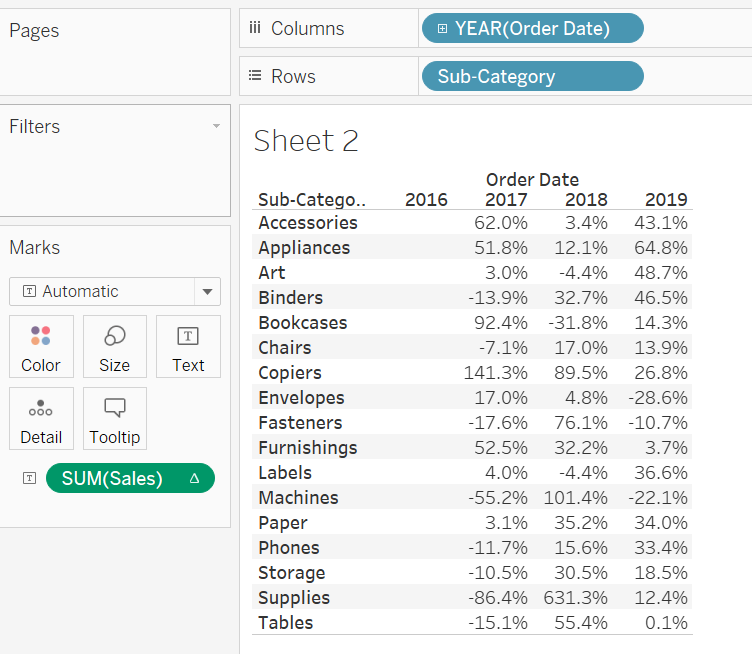 Pages
Columns
YEAR(Order Date)
Rows
Sub-Category
Filters
Marks
Automatic
Color Size Text
Detail Tooltip
SUM(Sales) Δ
Sheet 2
Order Date
Sub-Catego.. 2016 2017 2018 2019
Accessories 62.0% 3.4% 43.1%
Appliances 51.8% 12.1% 64.8%
Art 3.0% -4.4% 48.7%
Binders -13.9% 32.7% 46.5%
Bookcases 92.4% -31.8% 14.3%
Chairs -7.1% 17.0% 13.9%
Copiers 141.3% 89.5% 26.8%
Envelopes 17.0% 4.8% -28.6%
Fasteners -17.6% 76.1% -10.7%
Furnishings 52.5% 32.2% 3.7%
Labels 4.0% -4.4% 36.6%
Machines -55.2% 101.4% -22.1%
Paper 3.1% 35.2% 34.0%
Phones -11.7% 15.6% 33.4%
Storage -10.5% 30.5% 18.5%
Supplies -86.4% 631.3% 12.4%
Tables -15.1% 55.4% 0.1%